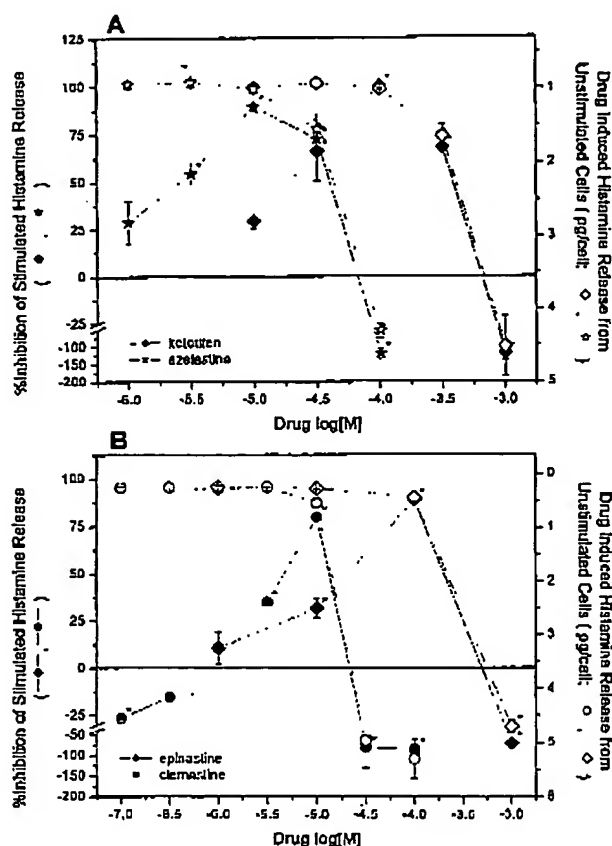 A
%Inhibition of Stimulated Histamine Release
( , )
125
100
75
50
25
0
-25
-100
-150
-200
ketotifen
azelastine
1
2
3
4
5
Drug Induced Histamine Release from
Unstimulated Cells ( pg/cell; , )
-6.0 -5.5 -5.0 -4.5 -4.0 -3.5 -3.0
Drug log[M]
B
%Inhibition of Stimulated Histamine Release
( , )
100
75
50
25
0
-25
-50
-100
-150
-200
epinastine
clemastine
0
1
2
3
4
5
6
Drug Induced Histamine Release from
Unstimulated Cells ( pg/cell; , )
-7.0 -6.5 -6.0 -5.5 -5.0 -4.5 -4.0 -3.0
Drug log[M]